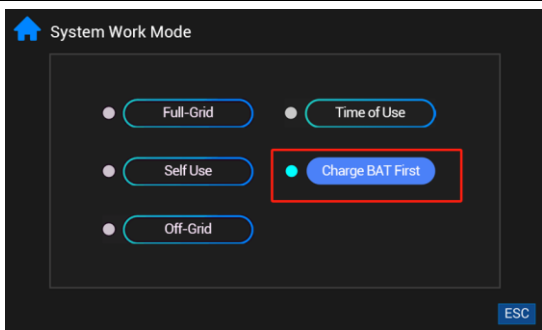 System Work Mode
Full-Grid
Time of Use
Self Use
Charge BAT First
Off-Grid
ESC